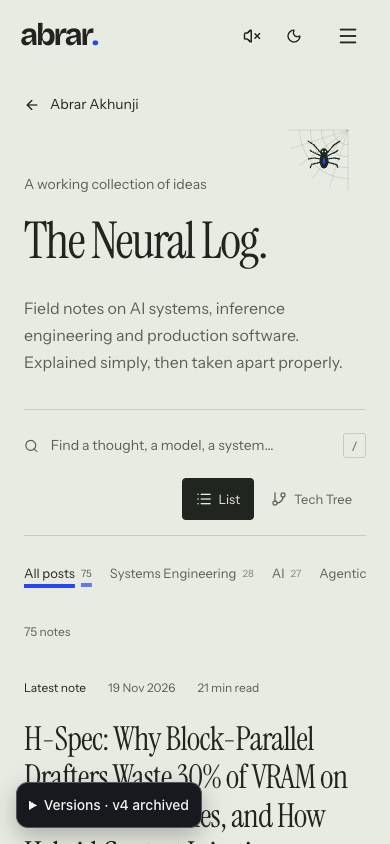 abrar.
Abrar Akhunji
A working collection of ideas
The Neural Log.
Field notes on AI systems, inference
engineering and production software.
Explained simply, then taken apart properly.
Find a thought, a model, a system... /
List Tech Tree
All posts 75 Systems Engineering 28 AI 27 Agentic
75 notes
Latest note 19 Nov 2026 21 min read
H-Spec: Why Block-Parallel
Drafters Waste 30% of VRAM on
and How
Versions · v4 archived